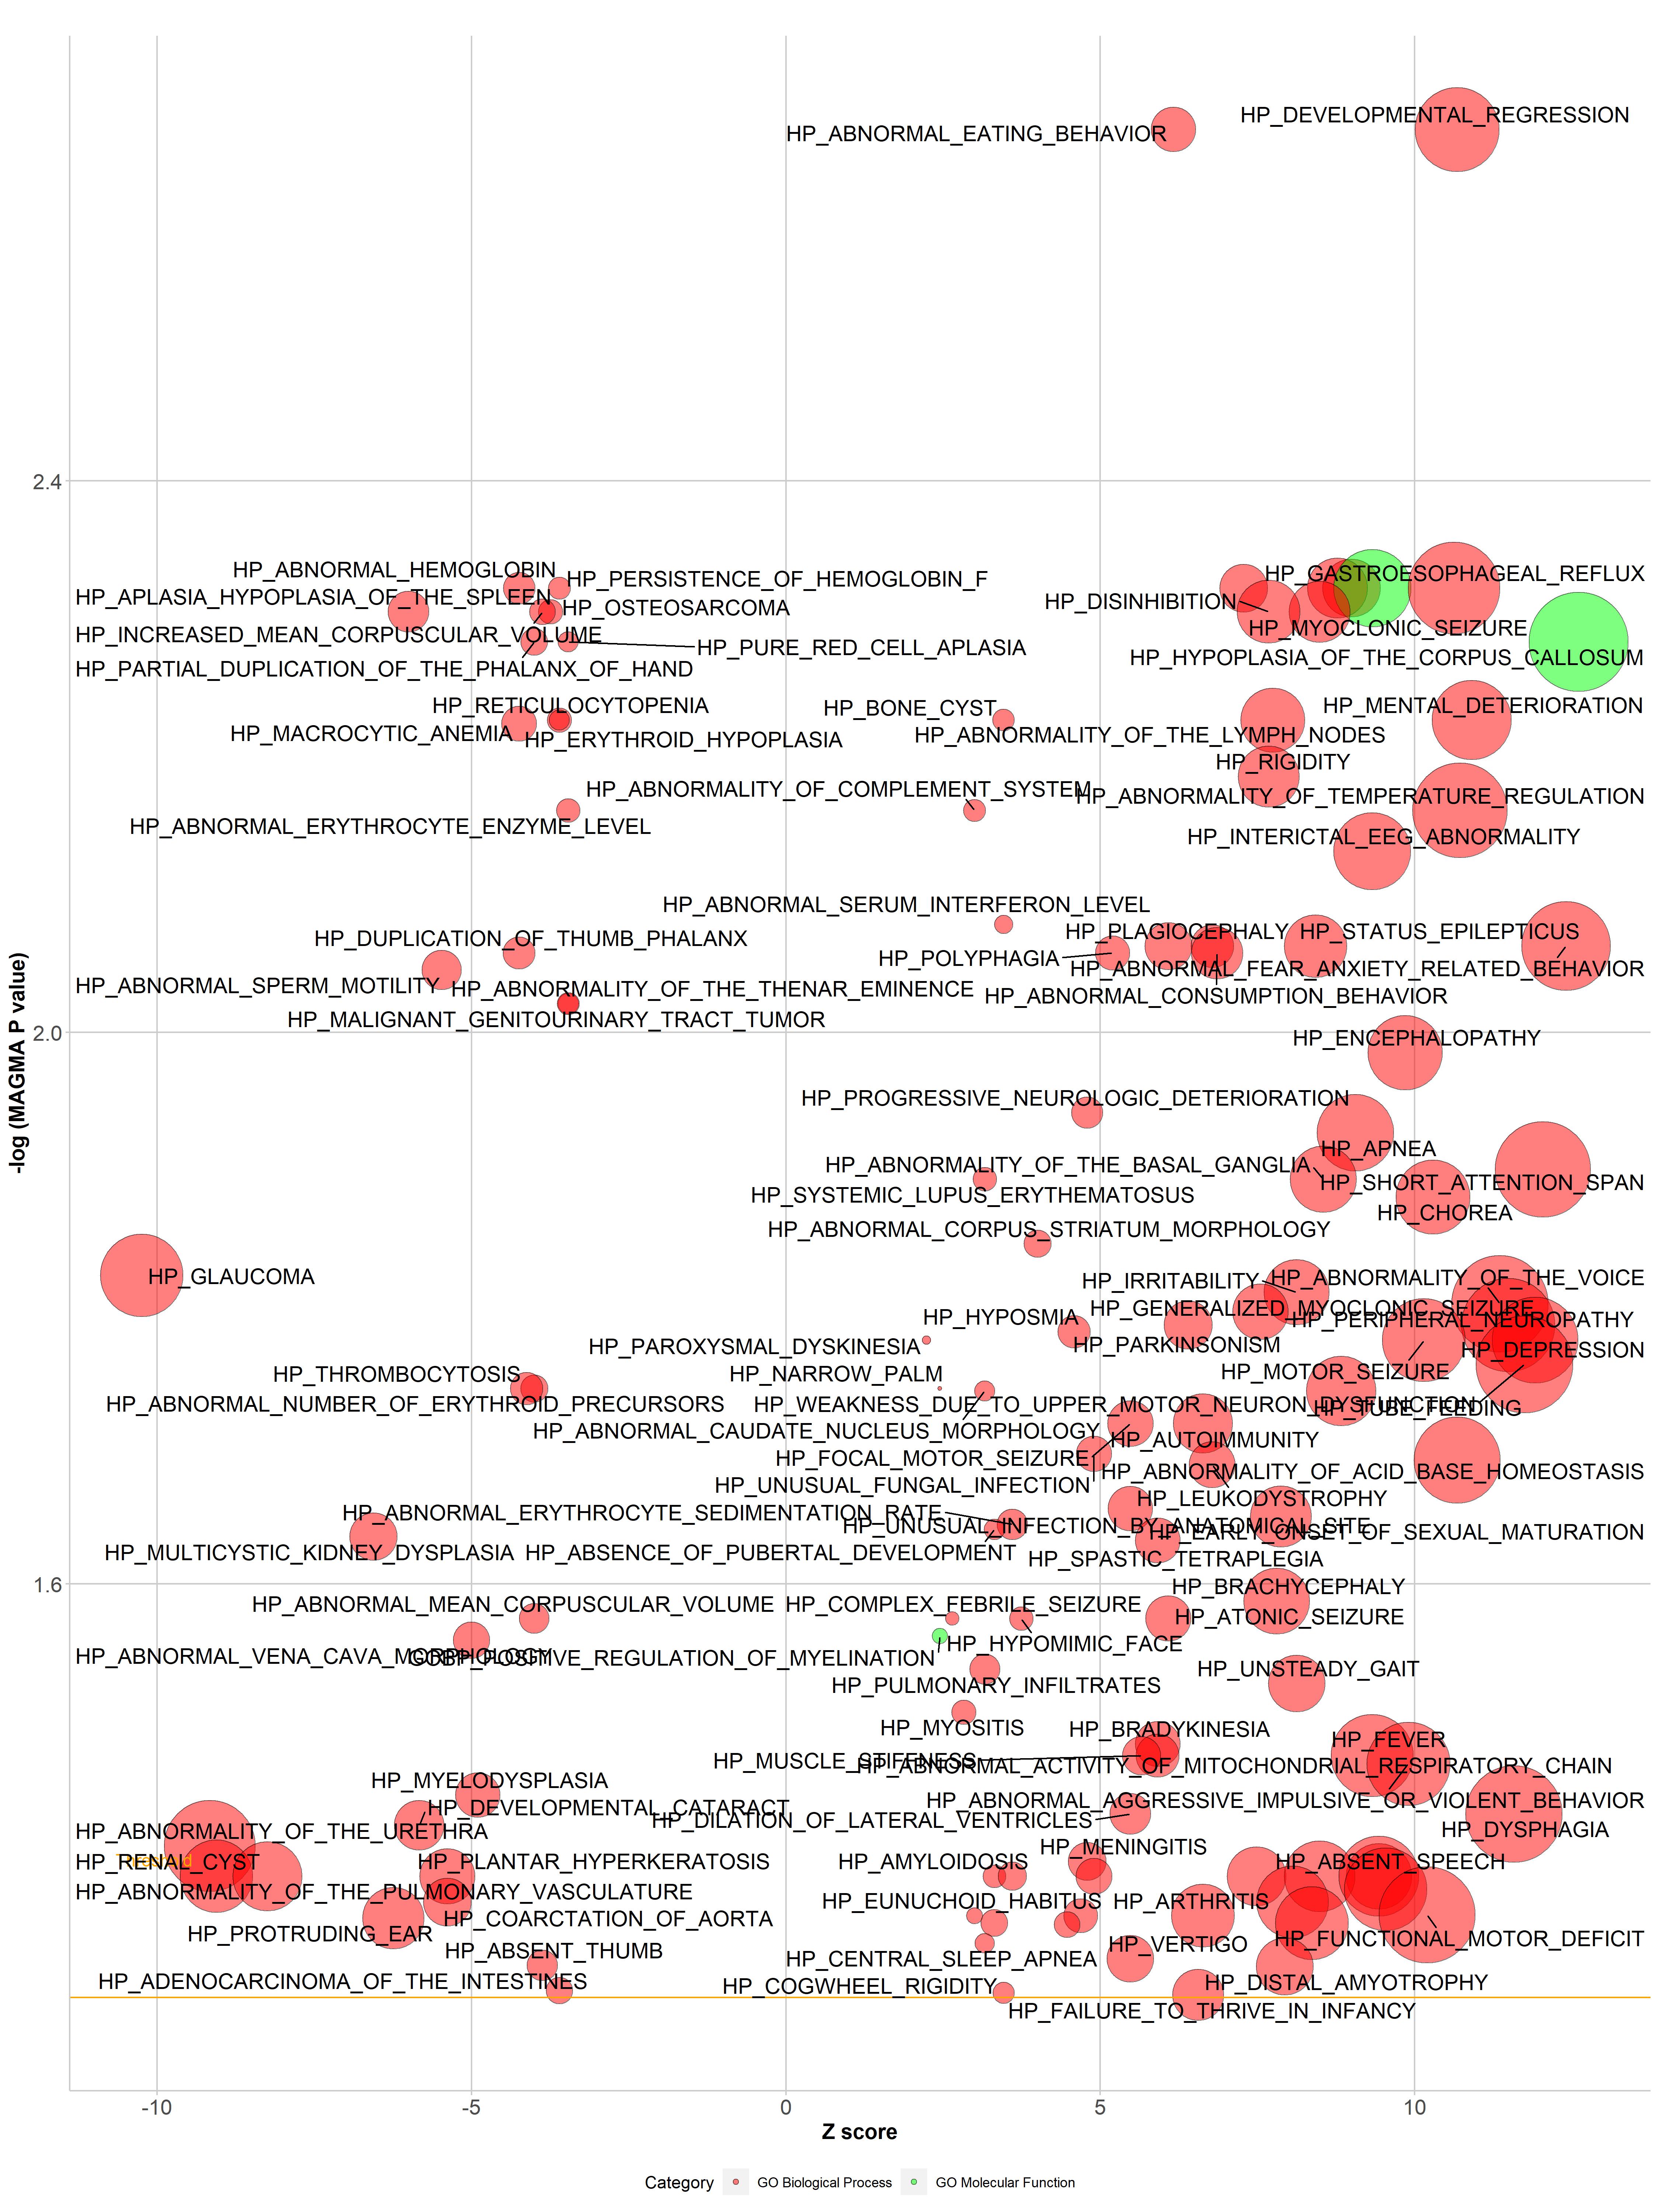 HP_DEVELOPMENTAL_REGRESSION
HP_ABNORMAL_EATING_BEHAVIOR
2.4
HP_ABNORMAL_HEMOGLOBIN
HP_GASTROESOPHAGEAL_REFLUX
HP_PERSISTENCE_OF_HEMOGLOBIN_F
HP_APLASIA_HYPOPLASIA_OF_THE_SPLEEN
HP_DISINHIBITION
HP_OSTEOSARCOMA
HP_MYOCLONIC_SEIZURE
HP_INCREASED_MEAN_CORPUSCULAR_VOLUME
HP_PURE_RED_CELL_APLASIA
HP_HYPOPLASIA_OF_THE_CORPUS_CALLOSUM
HP_PARTIAL_DUPLICATION_OF_THE_PHALANX_OF_HAND
HP_RETICULOCYTOPENIA
HP_MENTAL_DETERIORATION
HP_BONE_CYST
HP_MACROCYTIC_ANEMIA
HP_ABNORMALITY_OF_THE_LYMPH_NODES
HP_ERYTHROID_HYPOPLASIA
HP_RIGIDITY
HP_ABNORMALITY_OF_COMPLEMENT_SYSTEM
HP_ABNORMALITY_OF_TEMPERATURE_REGULATION
HP_ABNORMAL_ERYTHROCYTE_ENZYME_LEVEL
HP_INTERICTAL_EEG_ABNORMALITY
HP_ABNORMAL_SERUM_INTERFERON_LEVEL
HP_PLAGIOCEPHALY
HP_STATUS_EPILEPTICUS
HP_DUPLICATION_OF_THUMB_PHALANX
HP_POLYPHAGIA
HP_ABNORMAL_FEAR_ANXIETY_RELATED_BEHAVIOR
HP_ABNORMAL_SPERM_MOTILITY
HP_ABNORMALITY_OF_THE_THENAR_EMINENCE
HP_ABNORMAL_CONSUMPTION_BEHAVIOR
HP_MALIGNANT_GENITOURINARY_TRACT_TUMOR
2.0
HP_ENCEPHALOPATHY
-log (MAGMA P value)
HP_PROGRESSIVE_NEUROLOGIC_DETERIORATION
HP_APNEA
HP_ABNORMALITY_OF_THE_BASAL_GANGLIA
HP_SHORT_ATTENTION_SPAN
HP_SYSTEMIC_LUPUS_ERYTHEMATOSUS
HP_CHOREA
HP_ABNORMAL_CORPUS_STRIATUM_MORPHOLOGY
HP_GLAUCOMA
HP_IRRITABILITY
HP_ABNORMALITY_OF_THE_VOICE
HP_GENERALIZED_MYOCLONIC_SEIZURE
HP_HYPOSMIA
HP_PERIPHERAL_NEUROPATHY
HP_PAROXYSMAL_DYSKINESIA
HP_PARKINSONISM
HP_DEPRESSION
HP_THROMBOCYTOSIS
HP_NARROW_PALM
HP_MOTOR_SEIZURE
HP_ABNORMAL_NUMBER_OF_ERYTHROID_PRECURSORS
HP_WEAKNESS_DUE_TO_UPPER_MOTOR_NEURON_DYSFUNCTION
HP_TUBE_FEEDING
HP_ABNORMAL_CAUDATE_NUCLEUS_MORPHOLOGY
HP_AUTOIMMUNITY
HP_FOCAL_MOTOR_SEIZURE
HP_ABNORMALITY_OF_ACID_BASE_HOMEOSTASIS
HP_UNUSUAL_FUNGAL_INFECTION
HP_LEUKODYSTROPHY
HP_ABNORMAL_ERYTHROCYTE_SEDIMENTATION_RATE
HP_UNUSUAL_INFECTION_BY_ANATOMICAL_SITE
HP_EARLY_ONSET_OF_SEXUAL_MATURATION
HP_MULTICYSTIC_KIDNEY_DYSPLASIA
HP_ABSENCE_OF_PUBERTAL_DEVELOPMENT
HP_SPASTIC_TETRAPLEGIA
1.6
HP_BRACHYCEPHALY
HP_ABNORMAL_MEAN_CORPUSCULAR_VOLUME
HP_COMPLEX_FEBRILE_SEIZURE
HP_ATONIC_SEIZURE
HP_HYPOMIMIC_FACE
HP_ABNORMAL_VENA_CAVA_MORPHOLOGY
GOBP_POSITIVE_REGULATION_OF_MYELINATION
HP_UNSTEADY_GAIT
HP_PULMONARY_INFILTRATES
HP_MYOSITIS
HP_BRADYKINESIA
HP_FEVER
HP_MUSCLE_STIFFNESS
HP_ABNORMAL_ACTIVITY_OF_MITOCHONDRIAL_RESPIRATORY_CHAIN
HP_MYELODYSPLASIA
HP_ABNORMAL_AGGRESSIVE_IMPULSIVE_OR_VIOLENT_BEHAVIOR
HP_DEVELOPMENTAL_CATARACT
HP_DILATION_OF_LATERAL_VENTRICLES
HP_ABNORMALITY_OF_THE_URETHRA
HP_DYSPHAGIA
HP_MENINGITIS
Threshold
HP_RENAL_CYST
HP_PLANTAR_HYPERKERATOSIS
HP_AMYLOIDOSIS
HP_ABSENT_SPEECH
HP_ABNORMALITY_OF_THE_PULMONARY_VASCULATURE
HP_EUNUCHOID_HABITUS
HP_ARTHRITIS
HP_COARCTATION_OF_AORTA
HP_PROTRUDING_EAR
HP_FUNCTIONAL_MOTOR_DEFICIT
HP_VERTIGO
HP_ABSENT_THUMB
HP_CENTRAL_SLEEP_APNEA
HP_ADENOCARCINOMA_OF_THE_INTESTINES
HP_DISTAL_AMYOTROPHY
HP_COGWHEEL_RIGIDITY
HP_FAILURE_TO_THRIVE_IN_INFANCY
-10
-5
0
5
10
Z score
Category
GO Biological Process
GO Molecular Function